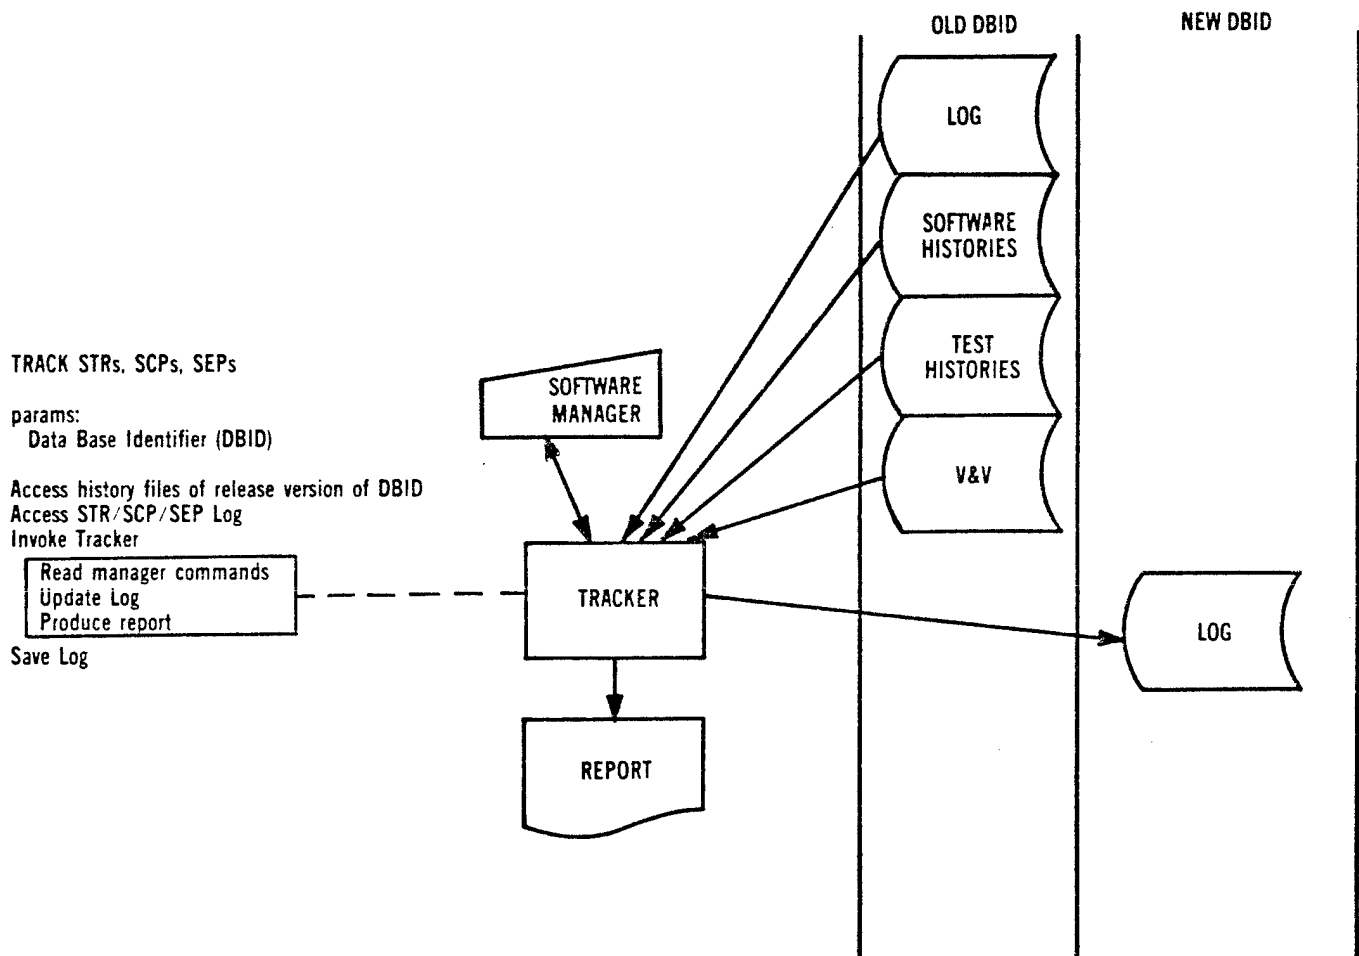 OLD DBID
NEW DBID
LOG
SOFTWARE
HISTORIES
TEST
HISTORIES
V&V
TRACK STRs, SCPs, SEPs
params:
Data Base Identifier (DBID)
Access history files of release version of DBID
Access STR/SCP/SEP Log
Invoke Tracker
Read manager commands
Update Log
Produce report
Save Log
SOFTWARE
MANAGER
TRACKER
REPORT
LOG